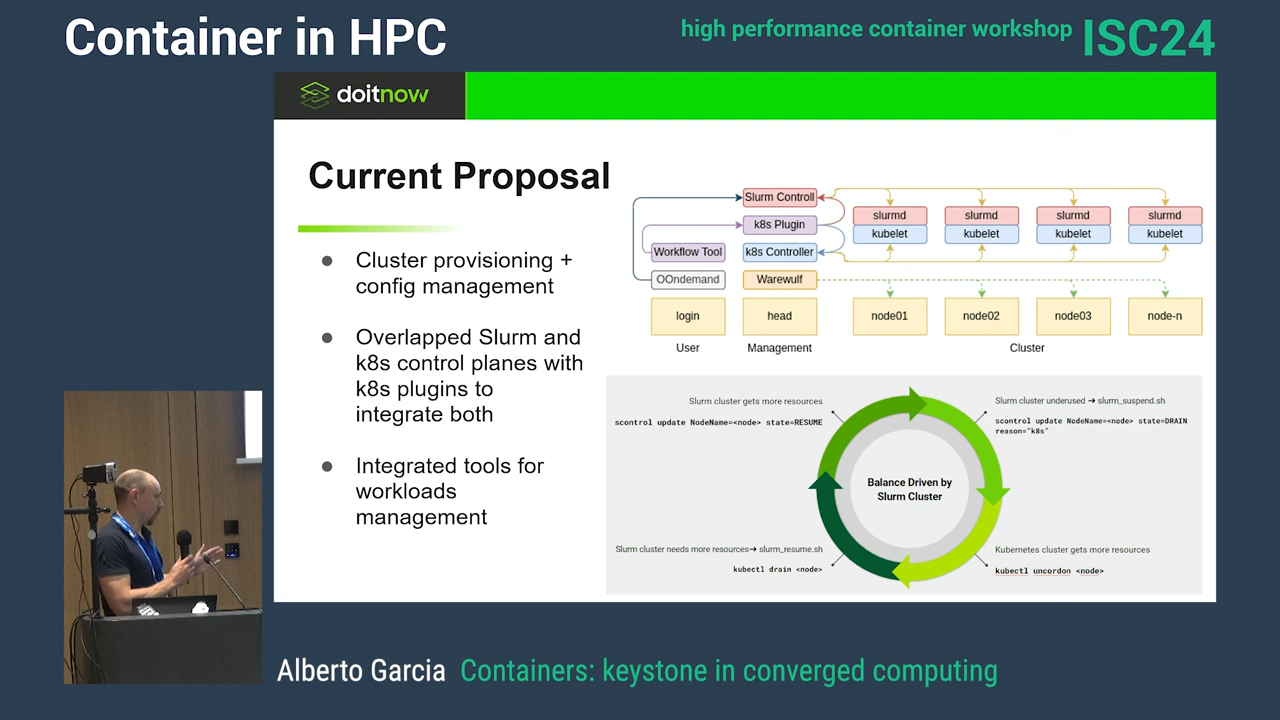 Container in HPC
high performance container workshop ISC24
doitnow
Current Proposal
Cluster provisioning +
config management
Overlapped Slurm and
k8s control planes with
k8s plugins to
integrate both
Integrated tools for
workloads
management
Slurm Controll
k8s Plugin
Workflow Tool
k8s Controller
OOndemand
Warewulf
slurmd
kubelet
slurmd
kubelet
slurmd
kubelet
slurmd
kubelet
login
head
node01
node02
node03
node-n
User
Management
Cluster
Slurm cluster gets more resources
scontrol update NodeName=<node> state=RESUME
Slurm cluster underused ➔ slurm_suspend.sh
scontrol update NodeName=<node> state=DRAIN
reason="k8s"
Balance Driven by
Slurm Cluster
Slurm cluster needs more resources➔ slurm_resume.sh
kubectl drain <node>
Kubernetes cluster gets more resources
kubectl uncordon <node>
Alberto Garcia Containers: keystone in converged computing